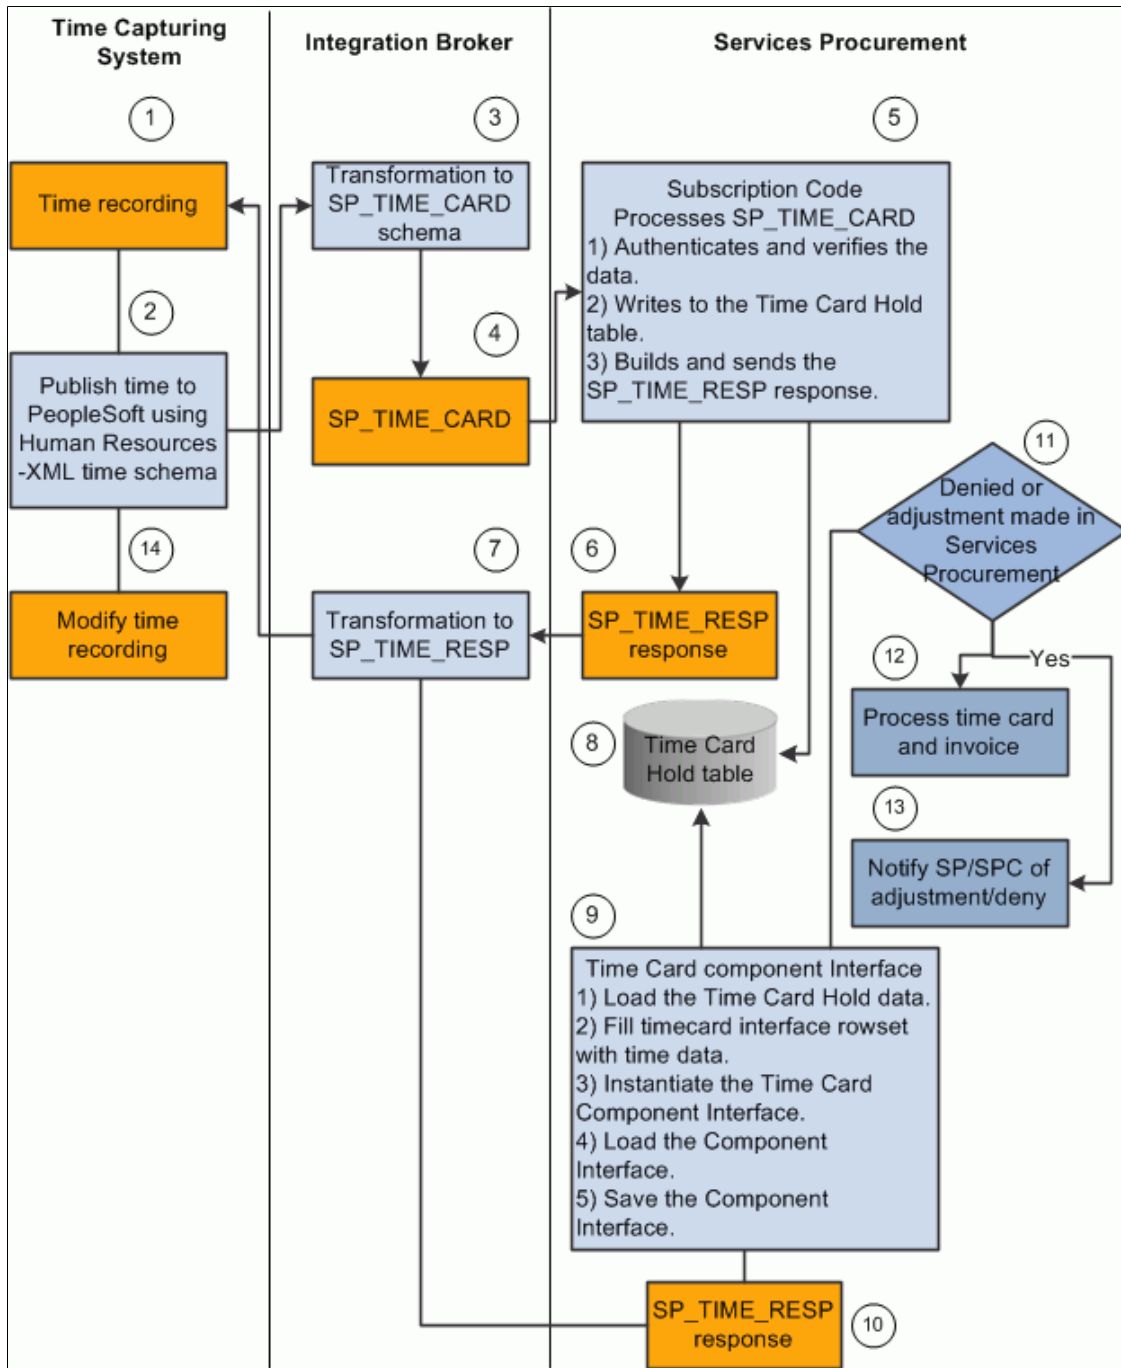 Time Capturing
System
Integration Broker
Services Procurement
1
3
5
Time recording
Transformation to
SP_TIME_CARD
schema
Subscription Code
Processes SP_TIME_CARD
1) Authenticates and verifies the
data.
2) Writes to the Time Card Hold
table.
3) Builds and sends the
SP_TIME_RESP response.
2
4
Publish time to
PeopleSoft using
Human Resources
-XML time schema
SP_TIME_CARD
11
Denied or
adjustment made in
Services
Procurement
14
7
6
Modify time
recording
Transformation to
SP_TIME_RESP
SP_TIME_RESP
response
12
Yes
Process time card
and invoice
8
Time Card
Hold table
13
Notify SP/SPC of
adjustment/deny
9
Time Card component Interface
1) Load the Time Card Hold data.
2) Fill timecard interface rowset
with time data.
3) Instantiate the Time Card
Component Interface.
4) Load the Component
Interface.
5) Save the Component
Interface.
SP_TIME_RESP
response
10